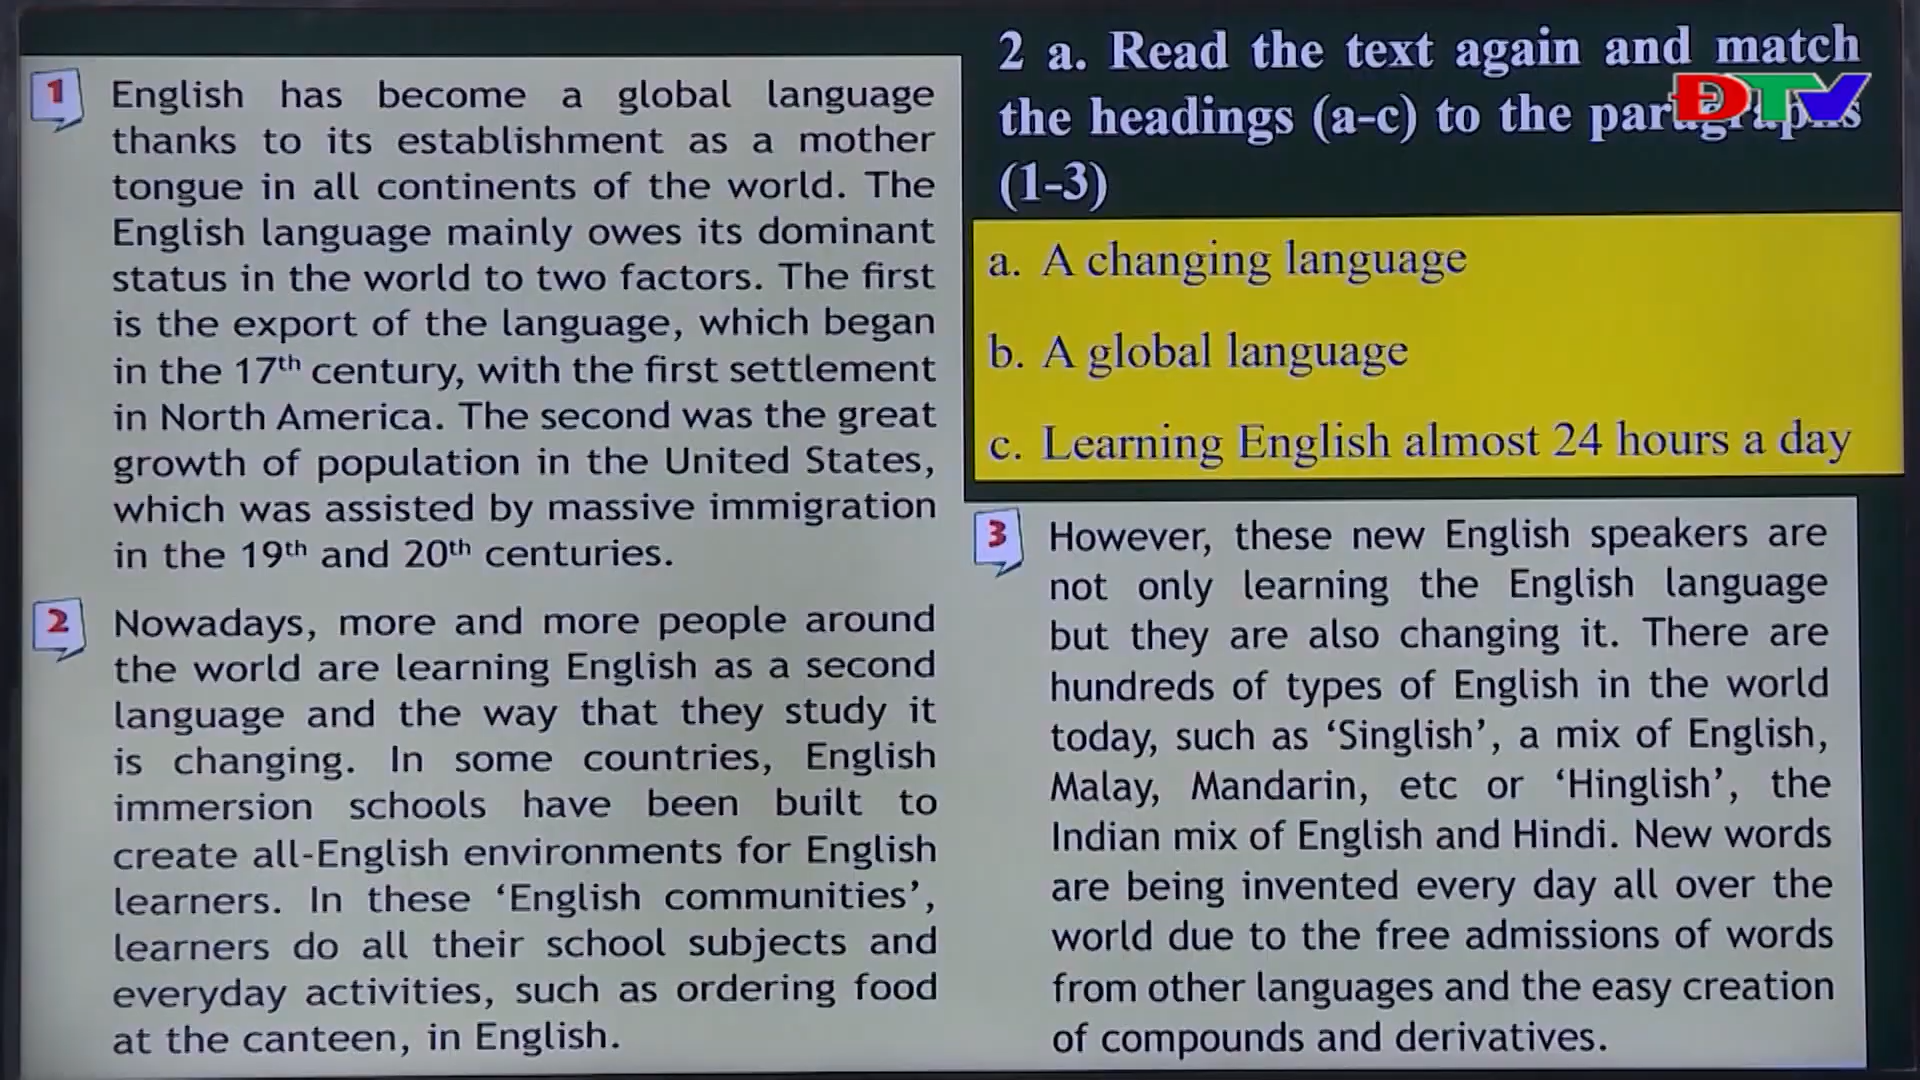 1
English has become a global language
thanks to its establishment as a mother
tongue in all continents of the world. The
English language mainly owes its dominant
status in the world to two factors. The first
is the export of the language, which began
in the 17th century, with the first settlement
in North America. The second was the great
growth of population in the United States,
which was assisted by massive immigration
in the 19th and 20th centuries.
2
Nowadays, more and more people around
the world are learning English as a second
language and the way that they study it
is changing. In some countries, English
immersion schools have been built to
create all-English environments for English
learners. In these ‘English communities’,
learners do all their school subjects and
everyday activities, such as ordering food
at the canteen, in English.
2 a. Read the text again and match
the headings (a-c) to the paragraphs
(1-3)
ĐTV
a. A changing language
b. A global language
c. Learning English almost 24 hours a day
3
However, these new English speakers are
not only learning the English language
but they are also changing it. There are
hundreds of types of English in the world
today, such as ‘Singlish’, a mix of English,
Malay, Mandarin, etc or ‘Hinglish’, the
Indian mix of English and Hindi. New words
are being invented every day all over the
world due to the free admissions of words
from other languages and the easy creation
of compounds and derivatives.